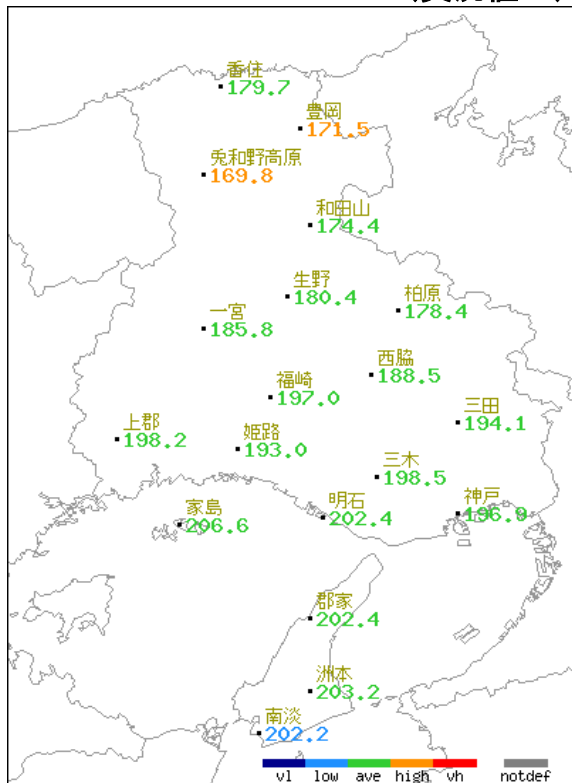 香住
179.7
豊岡
171.5
兎和野高原
169.8
和田山
174.4
生野
180.4
柏原
178.4
一宮
185.8
西脇
188.5
福崎
197.0
三田
194.1
上郡
198.2
姫路
193.0
三木
198.5
家島
206.6
明石
202.4
神戸
郡家
202.4
洲本
203.2
南淡
202.2
vl low ave high vh notdef